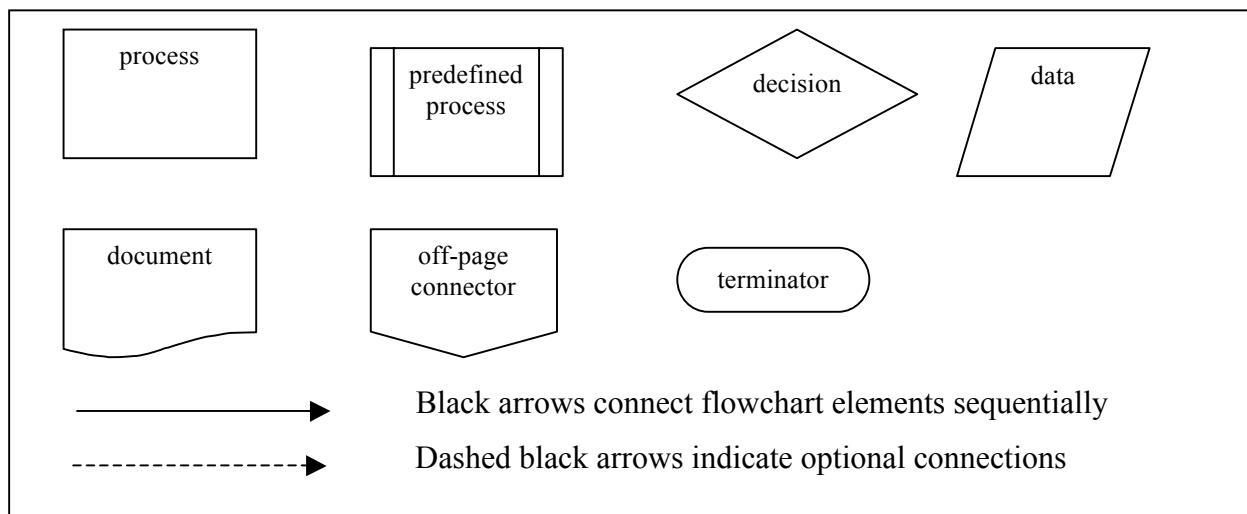 process
predefined
process
decision
data
document
off-page
connector
terminator
Black arrows connect flowchart elements sequentially
Dashed black arrows indicate optional connections